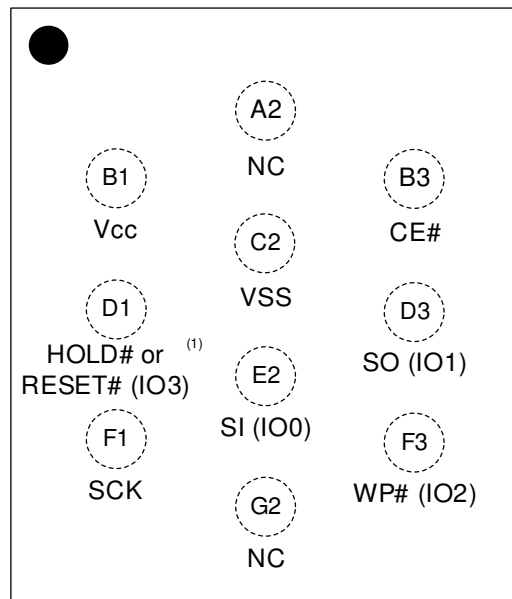 A2
NC
B1
Vcc
B3
CE#
C2
VSS
D1
HOLD# or (1)
RESET# (IO3)
D3
SO (IO1)
E2
SI (IO0)
F1
SCK
F3
WP# (IO2)
G2
NC